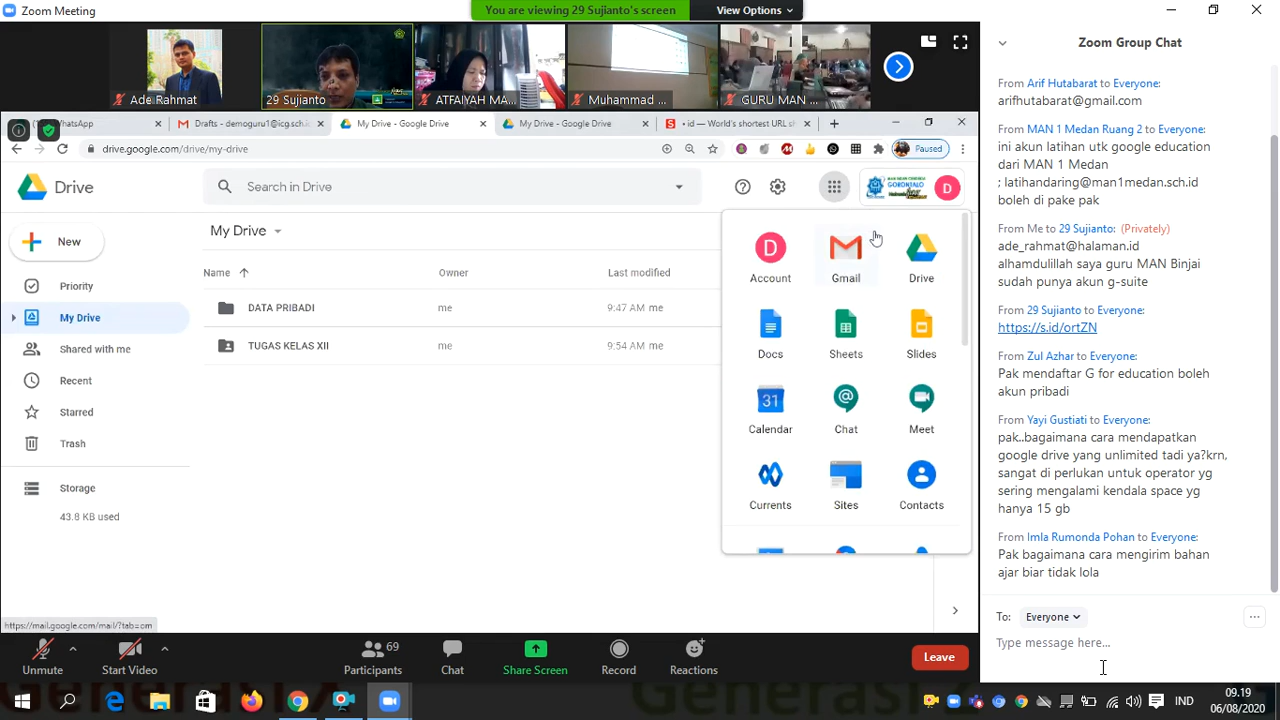 Zoom Meeting
You are viewing 29 Sujianto's screen
View Options
Ade Rahmat
29 Sujianto
ATFAIYAH MA...
Muhammad ...
GURU MAN ...
WhatsApp
Drafts - demoguru1@icg.sch.i
My Drive - Google Drive
My Drive - Google Drive
• id — World's shortest URL sh
drive.google.com/drive/my-drive
Paused
Drive
Search in Drive
GORONTALO
D
New
My Drive
Name
Owner
Last modified
Priority
My Drive
Shared with me
Recent
Starred
Trash
Storage
43.8 KB used
DATA PRIBADI
me
9:47 AM me
TUGAS KELAS XII
me
9:54 AM me
D
Account
Gmail
Drive
Docs
Sheets
Slides
31
Calendar
Chat
Meet
Currents
Sites
Contacts
https://mail.google.com/mail/?tab=om
Unmute
Start Video
69
Participants
Chat
Share Screen
Record
Reactions
Leave
Zoom Group Chat
From Arif Hutabarat to Everyone:
arifhutabarat@gmail.com
From MAN 1 Medan Ruang 2 to Everyone:
ini akun latihan utk google education
dari MAN 1 Medan
; latihandaring@man1medan.sch.id
boleh di pake pak
From Me to 29 Sujianto: (Privately)
ade_rahmat@halaman.id
alhamdulillah saya guru MAN Binjai
sudah punya akun g-suite
From 29 Sujianto to Everyone:
https://s.id/ortZN
From Zul Azhar to Everyone:
Pak mendaftar G for education boleh
akun pribadi
From Yayi Gustiati to Everyone:
pak..bagaimana cara mendapatkan
google drive yang unlimited tadi ya?krn,
sangat di perlukan untuk operator yg
sering mengalami kendala space yg
hanya 15 gb
From Imla Rumonda Pohan to Everyone:
Pak bagaimana cara mengirim bahan
ajar biar tidak lola
To: Everyone
Type message here...
IND
09.19
06/08/2020